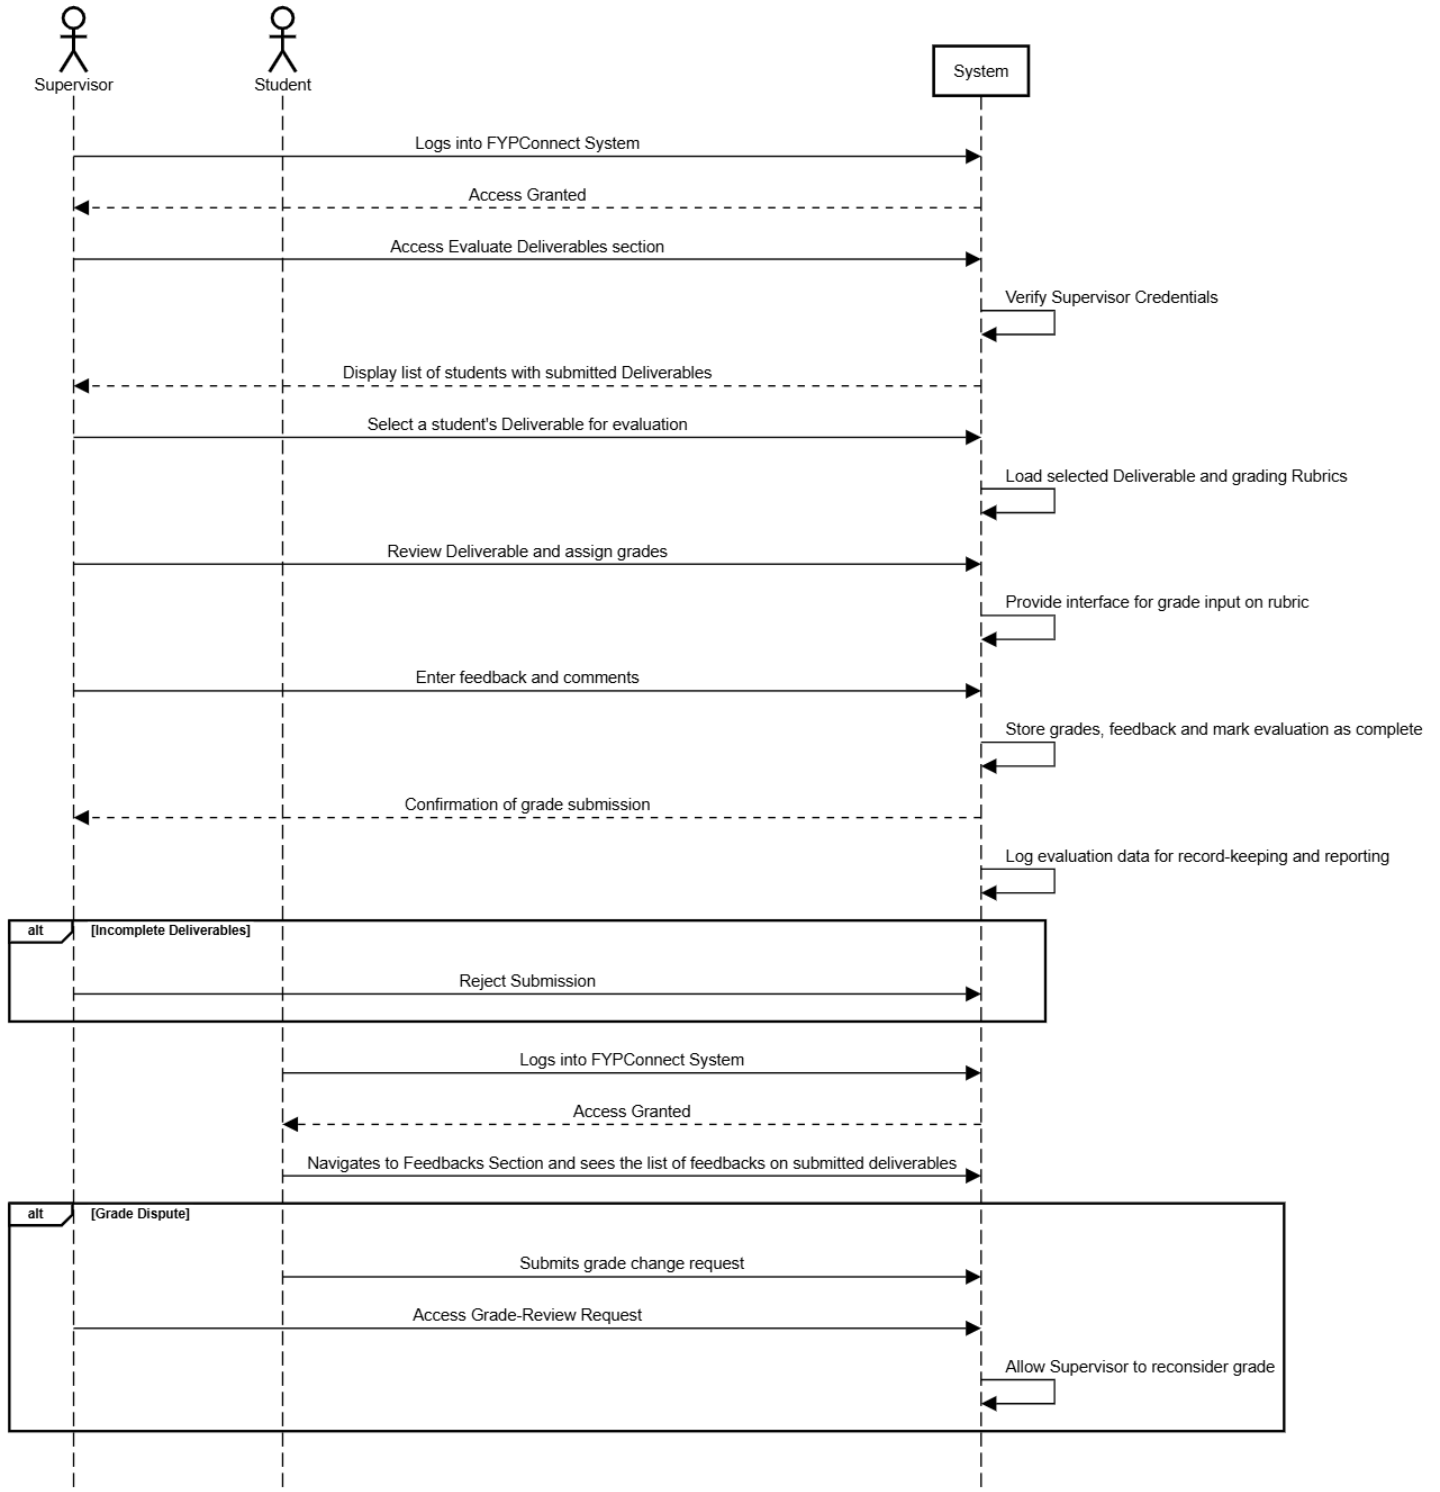 Supervisor
Student
System
Logs into FYPConnect System
Access Granted
Access Evaluate Deliverables section
Verify Supervisor Credentials
Display list of students with submitted Deliverables
Select a student's Deliverable for evaluation
Load selected Deliverable and grading Rubrics
Review Deliverable and assign grades
Provide interface for grade input on rubric
Enter feedback and comments
Store grades, feedback and mark evaluation as complete
Confirmation of grade submission
Log evaluation data for record-keeping and reporting
alt [Incomplete Deliverables]
Reject Submission
Logs into FYPConnect System
Access Granted
Navigates to Feedbacks Section and sees the list of feedbacks on submitted deliverables
alt [Grade Dispute]
Submits grade change request
Access Grade-Review Request
Allow Supervisor to reconsider grade